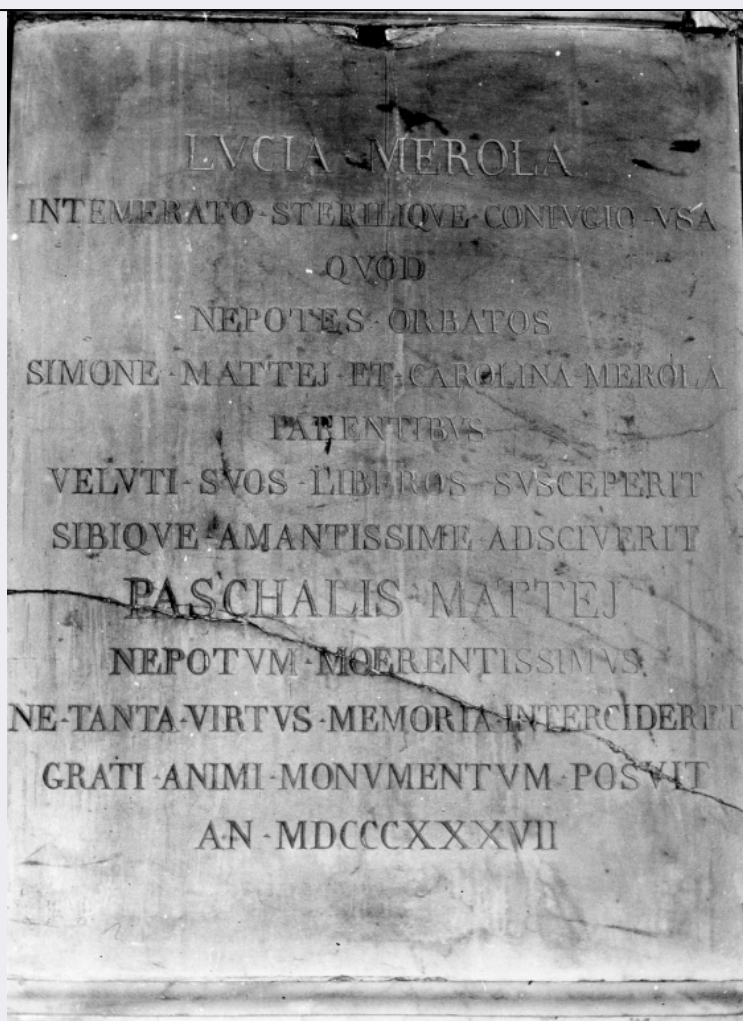 LVCIA · MEROLA
INTEMERATO · STERILIQVE · CONIVGIO · VSA
QVOD
NEPOTES · ORBATOS
SIMONE · MATTEJ · ET · CAROLINA · MEROLA
PARENTIBVS
VELVTI · SVOS · LIBEROS · SVSCEPERIT
SIBIQVE · AMANTISSIME · ADSCIVERIT
PASCHALIS · MATTEJ
NEPOTVM · MOERENTISSIMVS
NE · TANTA · VIRTVS · MEMORIA · INTERCIDERET
GRATI · ANIMI · MONVMENTVM · POSVIT
AN · MDCCCXXXVII